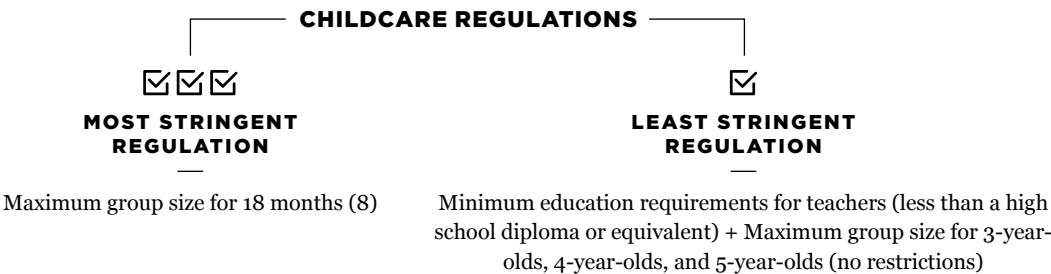 CHILDCARE REGULATIONS
MOST STRINGENT
REGULATION
Maximum group size for 18 months (8)
LEAST STRINGENT
REGULATION
Minimum education requirements for teachers (less than a high
school diploma or equivalent) + Maximum group size for 3-year-
olds, 4-year-olds, and 5-year-olds (no restrictions)